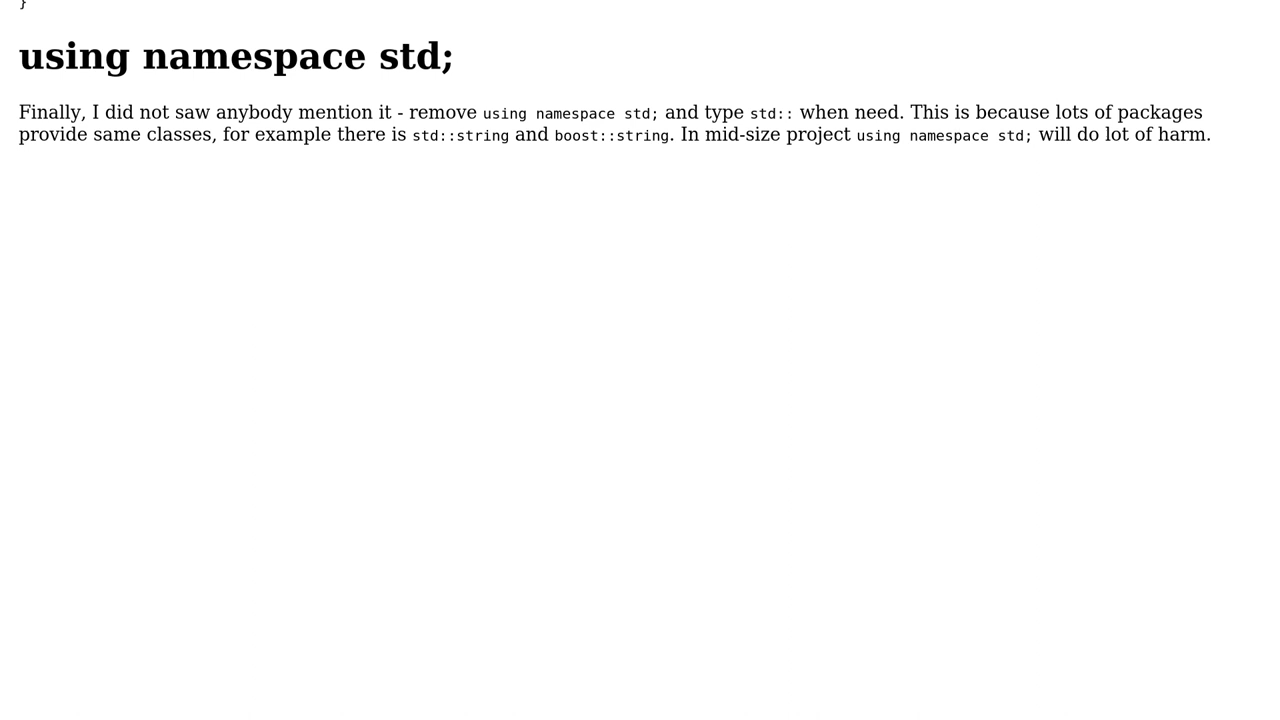 }
using namespace std;
Finally, I did not saw anybody mention it - remove using namespace std; and type std:: when need. This is because lots of packages
provide same classes, for example there is std::string and boost::string. In mid-size project using namespace std; will do lot of harm.